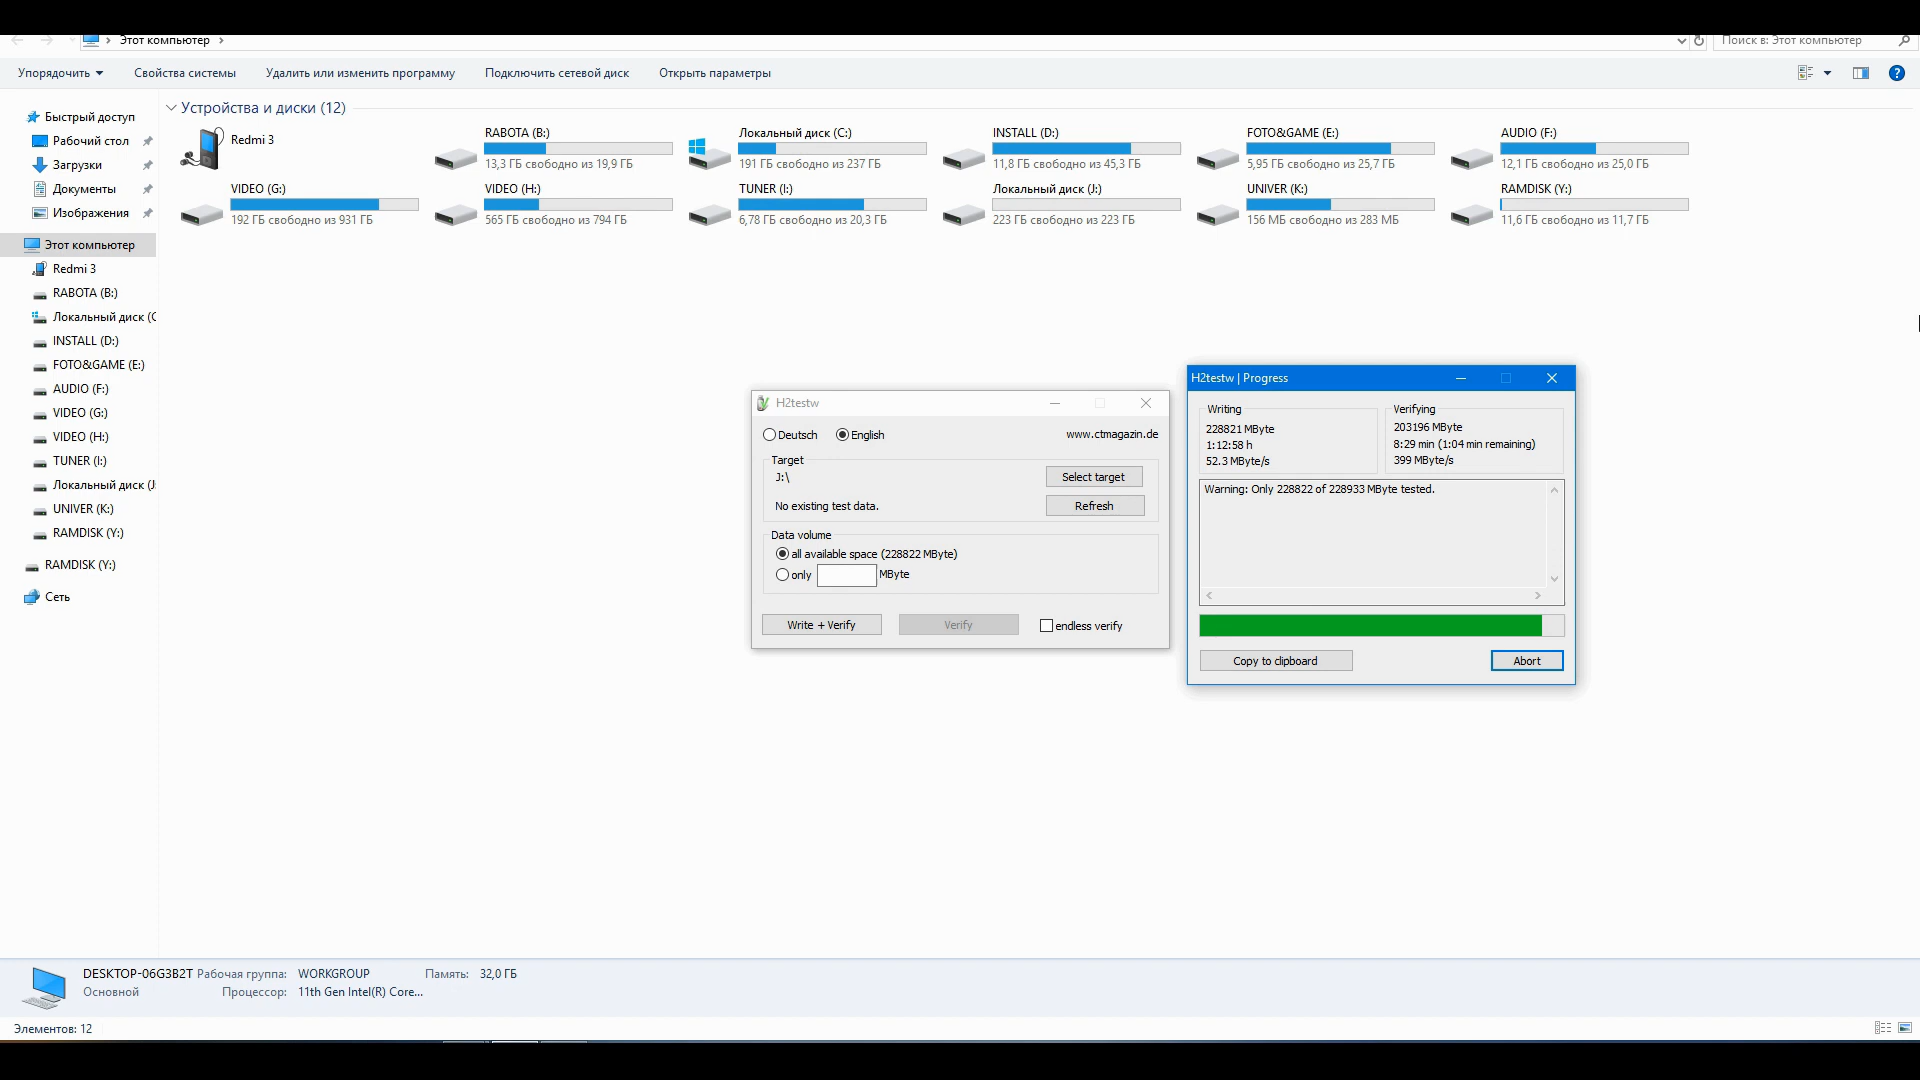 Этот компьютер
Поиск в: Этот компьютер
Упорядочить
Свойства системы
Удалить или изменить программу
Подключить сетевой диск
Открыть параметры
Быстрый доступ
Рабочий стол
Загрузки
Документы
Изображения
Этот компьютер
Redmi 3
RABOTA (B:)
Локальный диск (C
INSTALL (D:)
FOTO&GAME (E:)
AUDIO (F:)
VIDEO (G:)
VIDEO (H:)
TUNER (I:)
Локальный диск (J:
UNIVER (K:)
RAMDISK (Y:)
RAMDISK (Y:)
Сеть
Устройства и диски (12)
Redmi 3
RABOTA (B:)
13,3 ГБ свободно из 19,9 ГБ
Локальный диск (C:)
191 ГБ свободно из 237 ГБ
INSTALL (D:)
11,8 ГБ свободно из 45,3 ГБ
FOTO&GAME (E:)
5,95 ГБ свободно из 25,7 ГБ
AUDIO (F:)
12,1 ГБ свободно из 25,0 ГБ
VIDEO (G:)
192 ГБ свободно из 931 ГБ
VIDEO (H:)
565 ГБ свободно из 794 ГБ
TUNER (I:)
6,78 ГБ свободно из 20,3 ГБ
Локальный диск (J:)
223 ГБ свободно из 223 ГБ
UNIVER (K:)
156 МБ свободно из 283 МБ
RAMDISK (Y:)
11,6 ГБ свободно из 11,7 ГБ
H2testw
Deutsch
English
www.ctmagazin.de
Target
J:\
Select target
No existing test data.
Refresh
Data volume
all available space (228822 MByte)
only
MByte
Write + Verify
Verify
endless verify
H2testw | Progress
Writing
228821 MByte
1:12:58 h
52.3 MByte/s
Verifying
203196 MByte
8:29 min (1:04 min remaining)
399 MByte/s
Warning: Only 228822 of 228933 MByte tested.
Copy to clipboard
Abort
DESKTOP-06G3B2T Рабочая группа: WORKGROUP Память: 32,0 ГБ
Основной Процессор: 11th Gen Intel(R) Core...
Элементов: 12